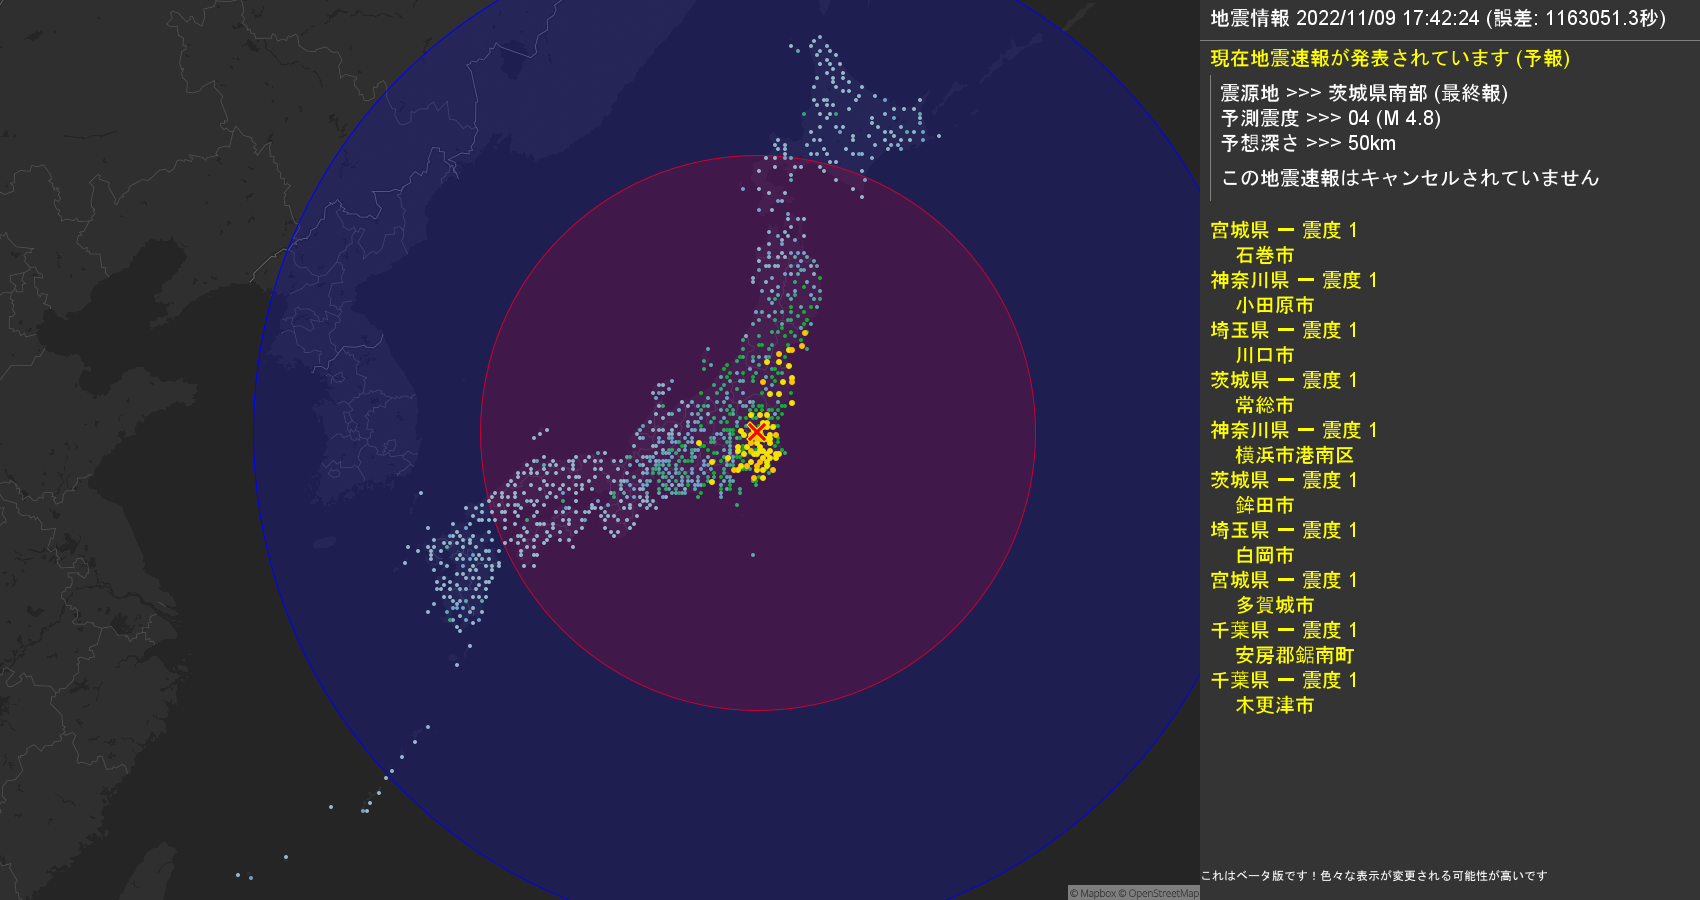 地震情報 2022/11/09 17:42:24 (誤差: 1163051.3秒)
現在地震速報が発表されています (予報)
震源地 >>> 茨城県南部 (最終報)
予測震度 >>> 04 (M 4.8)
予想深さ >>> 50km
この地震速報はキャンセルされていません
宮城県 ー 震度 1
石巻市
神奈川県 ー 震度 1
小田原市
埼玉県 ー 震度 1
川口市
茨城県 ー 震度 1
常総市
神奈川県 ー 震度 1
横浜市港南区
茨城県 ー 震度 1
鉾田市
埼玉県 ー 震度 1
白岡市
宮城県 ー 震度 1
多賀城市
千葉県 ー 震度 1
安房郡鋸南町
千葉県 ー 震度 1
木更津市
これはベータ版です！色々な表示が変更される可能性が高いです
© Mapbox © OpenStreetMap